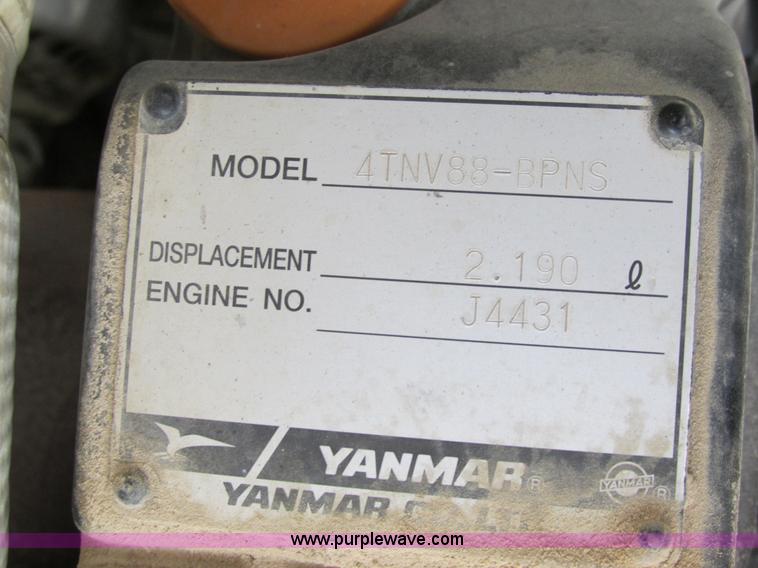 MODEL 4TNV88-BPNS
DISPLACEMENT 2.190 ℓ
ENGINE NO. J4431
YANMAR ® YANMAR ®
YANMAR
www.purplewave.com